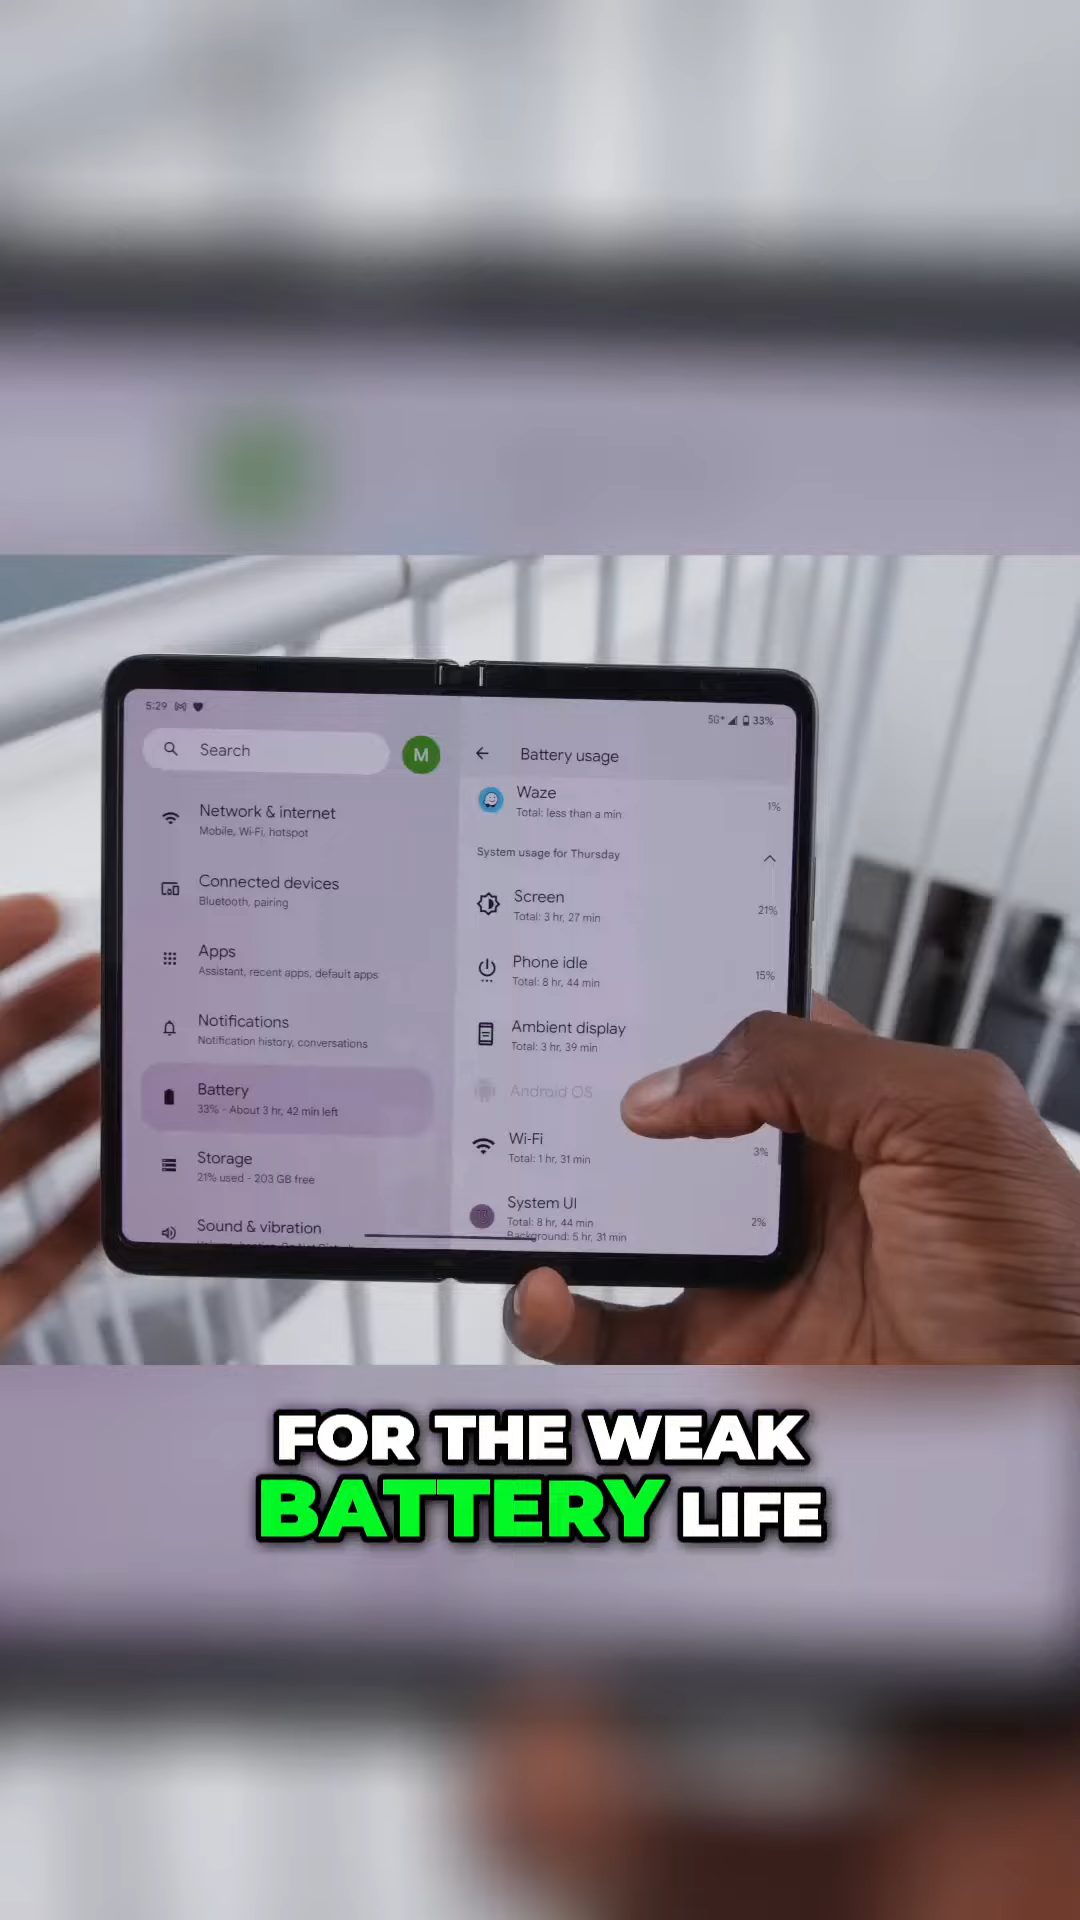 5:29
5G+ 33%
Search
M
Network & internet
Mobile, Wi-Fi, hotspot
Connected devices
Bluetooth, pairing
Apps
Assistant, recent apps, default apps
Notifications
Notification history, conversations
Battery
33% - About 3 hr, 42 min left
Storage
21% used - 203 GB free
Sound & vibration
Battery usage
Waze
1%
Total: less than a min
System usage for Thursday
Screen
21%
Total: 3 hr, 27 min
Phone idle
15%
Total: 8 hr, 44 min
Ambient display
Total: 3 hr, 39 min
Android OS
Wi-Fi
3%
Total: 1 hr, 31 min
System UI
2%
Total: 8 hr, 44 min
Background: 5 hr, 31 min
FOR THE WEAK
BATTERY LIFE